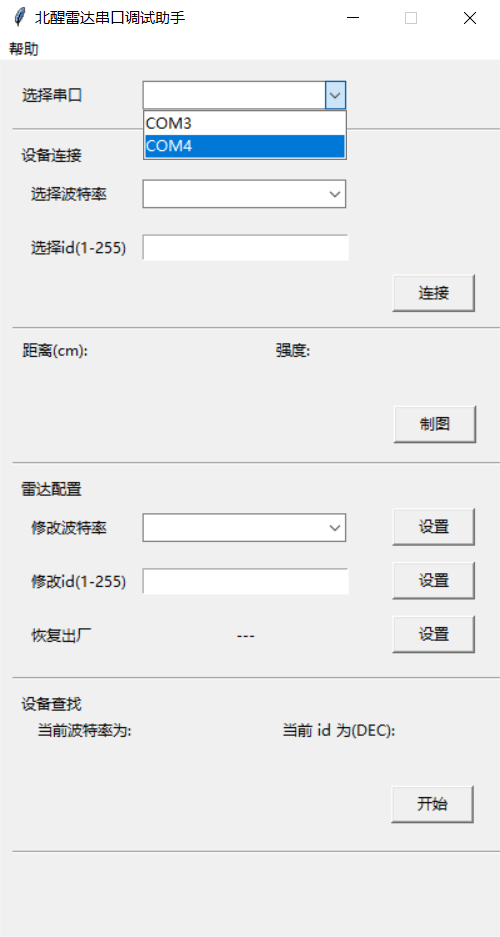 北醒雷达串口调试助手
帮助
选择串口
COM3
COM4
设备连接
选择波特率
选择id(1-255)
连接
距离(cm): 强度:
制图
雷达配置
修改波特率 设置
修改id(1-255) 设置
恢复出厂 --- 设置
设备查找
当前波特率为: 当前 id 为(DEC):
开始